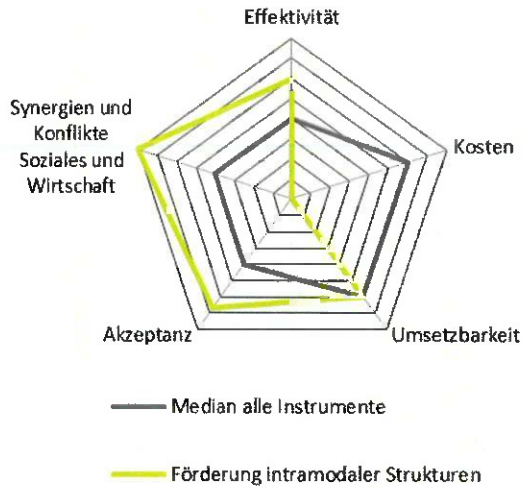 Effektivität
Synergien und
Konflikte
Soziales und
Wirtschaft
Kosten
Akzeptanz
Umsetzbarkeit
Median alle Instrumente
Förderung intramodaler Strukturen